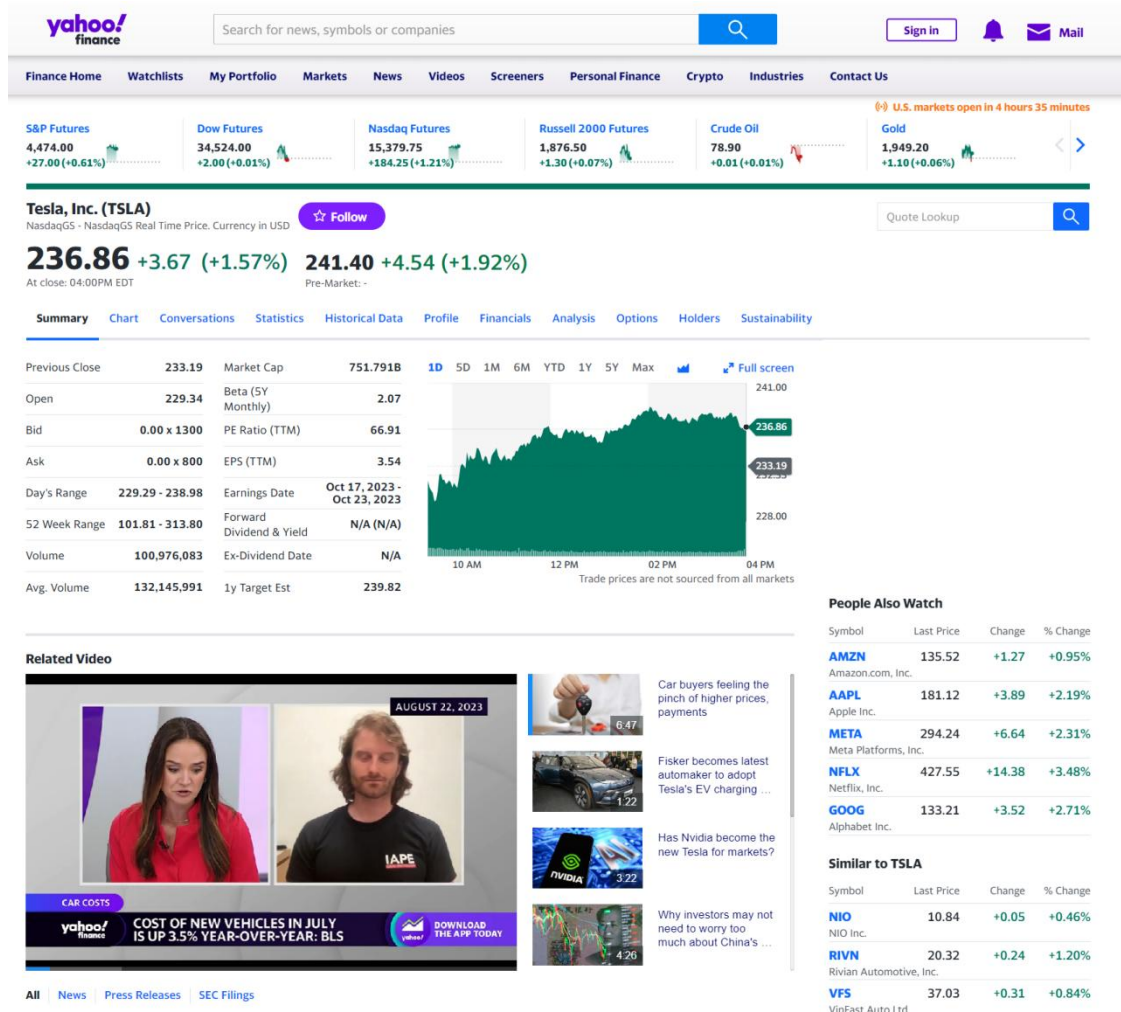 yahoo!
finance
Search for news, symbols or companies
Sign in
Mail
Finance Home Watchlists My Portfolio Markets News Videos Screeners Personal Finance Crypto Industries Contact Us
U.S. markets open in 4 hours 35 minutes
S&P Futures
4,474.00
+27.00 (+0.61%)
Dow Futures
34,524.00
+2.00 (+0.01%)
Nasdaq Futures
15,379.75
+184.25 (+1.21%)
Russell 2000 Futures
1,876.50
+1.30 (+0.07%)
Crude Oil
78.90
+0.01 (+0.01%)
Gold
1,949.20
+1.10 (+0.06%)
Tesla, Inc. (TSLA)
NasdaqGS - NasdaqGS Real Time Price. Currency in USD
Follow
Quote Lookup
236.86 +3.67 (+1.57%)
At close: 04:00PM EDT
241.40 +4.54 (+1.92%)
Pre-Market: -
Summary Chart Conversations Statistics Historical Data Profile Financials Analysis Options Holders Sustainability
Previous Close 233.19
Open 229.34
Bid 0.00 x 1300
Ask 0.00 x 800
Day's Range 229.29 - 238.98
52 Week Range 101.81 - 313.80
Volume 100,976,083
Avg. Volume 132,145,991
Market Cap 751.791B
Beta (5Y
Monthly) 2.07
PE Ratio (TTM) 66.91
EPS (TTM) 3.54
Earnings Date Oct 17, 2023 -
Oct 23, 2023
Forward
Dividend & Yield N/A (N/A)
Ex-Dividend Date N/A
1y Target Est 239.82
1D 5D 1M 6M YTD 1Y 5Y Max Full screen
241.00
236.86
233.19
228.00
10 AM 12 PM 02 PM 04 PM
Trade prices are not sourced from all markets
Related Video
AUGUST 22, 2023
IAPE
CAR COSTS
yahoo!
finance
COST OF NEW VEHICLES IN JULY
IS UP 3.5% YEAR-OVER-YEAR: BLS
DOWNLOAD
THE APP TODAY
Car buyers feeling the
pinch of higher prices,
payments
6:47
Fisker becomes latest
automaker to adopt
Tesla's EV charging ...
1:22
Has Nvidia become the
new Tesla for markets?
NVIDIA
3:22
Why investors may not
need to worry too
much about China's ...
4:26
People Also Watch
Symbol Last Price Change % Change
AMZN 135.52 +1.27 +0.95%
Amazon.com, Inc.
AAPL 181.12 +3.89 +2.19%
Apple Inc.
META 294.24 +6.64 +2.31%
Meta Platforms, Inc.
NFLX 427.55 +14.38 +3.48%
Netflix, Inc.
GOOG 133.21 +3.52 +2.71%
Alphabet Inc.
Similar to TSLA
Symbol Last Price Change % Change
NIO 10.84 +0.05 +0.46%
NIO Inc.
RIVN 20.32 +0.24 +1.20%
Rivian Automotive, Inc.
VFS 37.03 +0.31 +0.84%
VinFast Auto Ltd
All News Press Releases SEC Filings